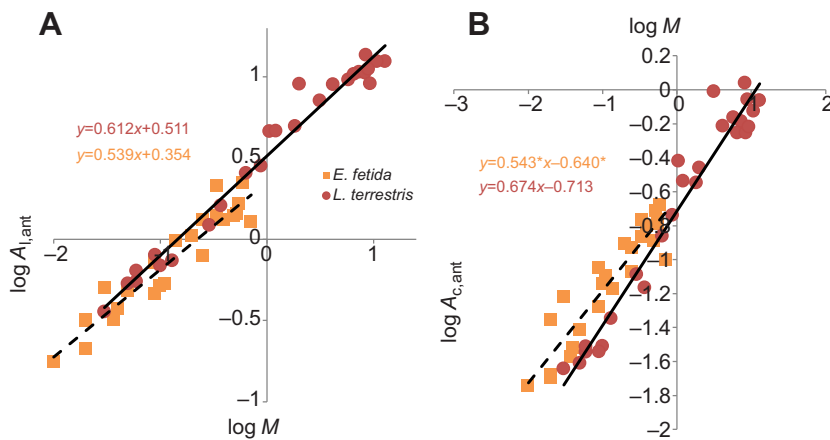 A
1
y=0.612x+0.511
y=0.539x+0.354
0.5
E. fetida
L. terrestris
–2
–1
0
0
1
log A_l,ant
–0.5
–1
log M
B
log M
0.2
–3
–2
–1
0
1
2
–0.2
–0.4
y=0.543*x–0.640*
y=0.674x–0.713
–0.6
–0.8
–1
–1.2
–1.4
–1.6
–1.8
–2
log A_c,ant